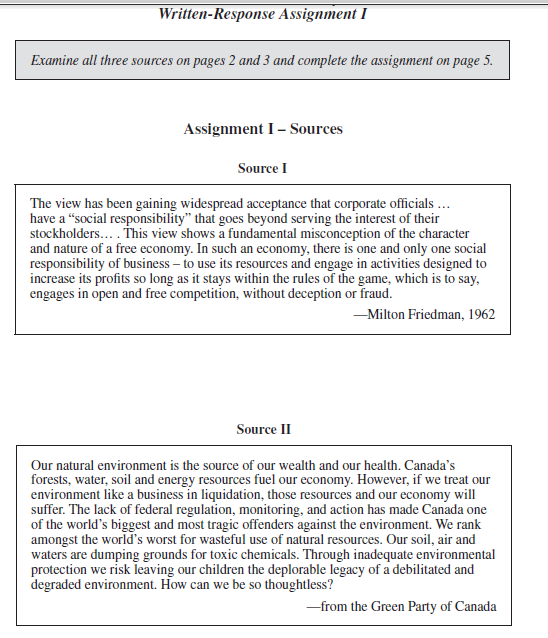 Written-Response Assignment I
Examine all three sources on pages 2 and 3 and complete the assignment on page 5.
Assignment I – Sources
Source I
The view has been gaining widespread acceptance that corporate officials …
have a “social responsibility” that goes beyond serving the interest of their
stockholders… . This view shows a fundamental misconception of the character
and nature of a free economy. In such an economy, there is one and only one social
responsibility of business – to use its resources and engage in activities designed to
increase its profits so long as it stays within the rules of the game, which is to say,
engages in open and free competition, without deception or fraud.
—Milton Friedman, 1962
Source II
Our natural environment is the source of our wealth and our health. Canada’s
forests, water, soil and energy resources fuel our economy. However, if we treat our
environment like a business in liquidation, those resources and our economy will
suffer. The lack of federal regulation, monitoring, and action has made Canada one
of the world’s biggest and most tragic offenders against the environment. We rank
amongst the world’s worst for wasteful use of natural resources. Our soil, air and
waters are dumping grounds for toxic chemicals. Through inadequate environmental
protection we risk leaving our children the deplorable legacy of a debilitated and
degraded environment. How can we be so thoughtless?
—from the Green Party of Canada